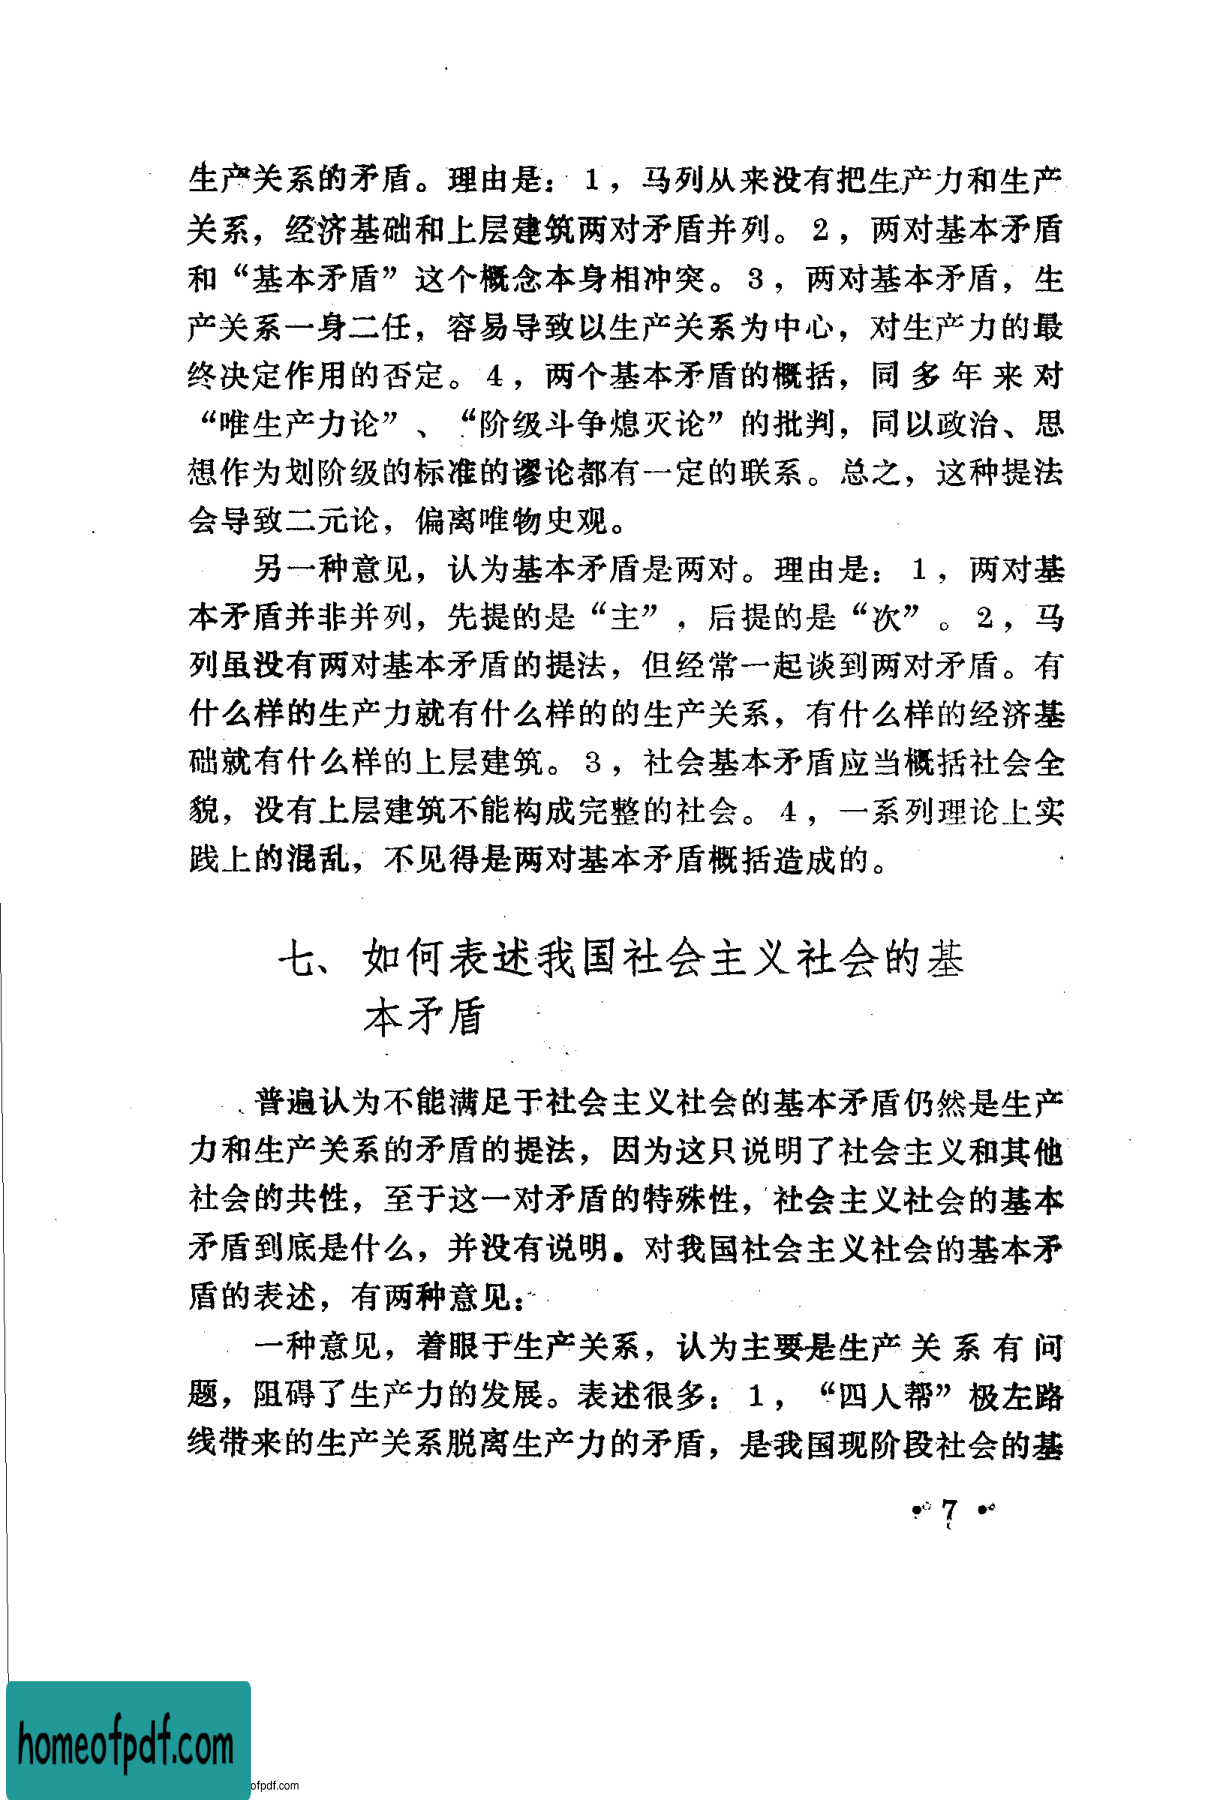 生产关系的矛盾。理由是：1，马列从来没有把生产力和生产
关系，经济基础和上层建筑两对矛盾并列。2，两对基本矛盾
和“基本矛盾”这个概念本身相冲突。3，两对基本矛盾，生
产关系一身二任，容易导致以生产关系为中心，对生产力的最
终决定作用的否定。4，两个基本矛盾的概括，同多年来对
“唯生产力论”、“阶级斗争熄灭论”的批判，同以政治、思
想作为划阶级的标准的谬论都有一定的联系。总之，这种提法
会导致二元论，偏离唯物史观。
另一种意见，认为基本矛盾是两对。理由是：1，两对基
本矛盾并非并列，先提的是“主”，后提的是“次”。2，马
列虽没有两对基本矛盾的提法，但经常一起谈到两对矛盾。有
什么样的生产力就有什么样的的生产关系，有什么样的经济基
础就有什么样的上层建筑。3，社会基本矛盾应当概括社会全
貌，没有上层建筑不能构成完整的社会。4，一系列理论上实
践上的混乱，不见得是两对基本矛盾概括造成的。
七、如何表述我国社会主义社会的基
本矛盾
普遍认为不能满足于社会主义社会的基本矛盾仍然是生产
力和生产关系的矛盾的提法，因为这只说明了社会主义和其他
社会的共性，至于这一对矛盾的特殊性，社会主义社会的基本
矛盾到底是什么，并没有说明。对我国社会主义社会的基本矛
盾的表述，有两种意见：
一种意见，着眼于生产关系，认为主要是生产关系有问
题，阻碍了生产力的发展。表述很多：1，“四人帮”极左路
线带来的生产关系脱离生产力的矛盾，是我国现阶段社会的基
• 7 •
homeofpdf.com
ofpdf.com